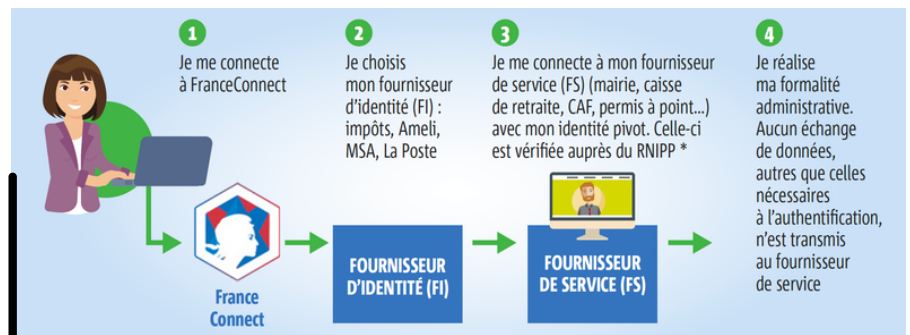 1
Je me connecte
à FranceConnect
2
Je choisis
mon fournisseur
d'identité (FI) :
impôts, Ameli,
MSA, La Poste
3
Je me connecte à mon fournisseur
de service (FS) (mairie, caisse
de retraite, CAF, permis à point...)
avec mon identité pivot. Celle-ci
est vérifiée auprès du RNIPP *
4
Je réalise
ma formalité
administrative.
Aucun échange
de données,
autres que celles
nécessaires
à l'authentification,
n'est transmis
au fournisseur
de service
France
Connect
FOURNISSEUR
D'IDENTITÉ (FI)
FOURNISSEUR
DE SERVICE (FS)